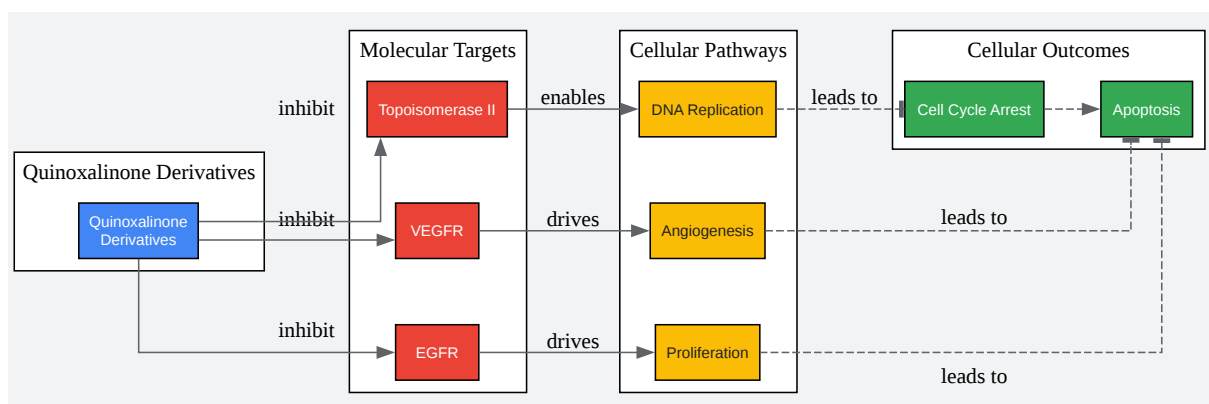 Molecular Targets
Cellular Pathways
Cellular Outcomes
inhibit
Topoisomerase II
enables
DNA Replication
leads to
Cell Cycle Arrest
Apoptosis
Quinoxalinone Derivatives
Quinoxalinone
Derivatives
inhibit
VEGFR
drives
Angiogenesis
leads to
inhibit
EGFR
drives
Proliferation
leads to